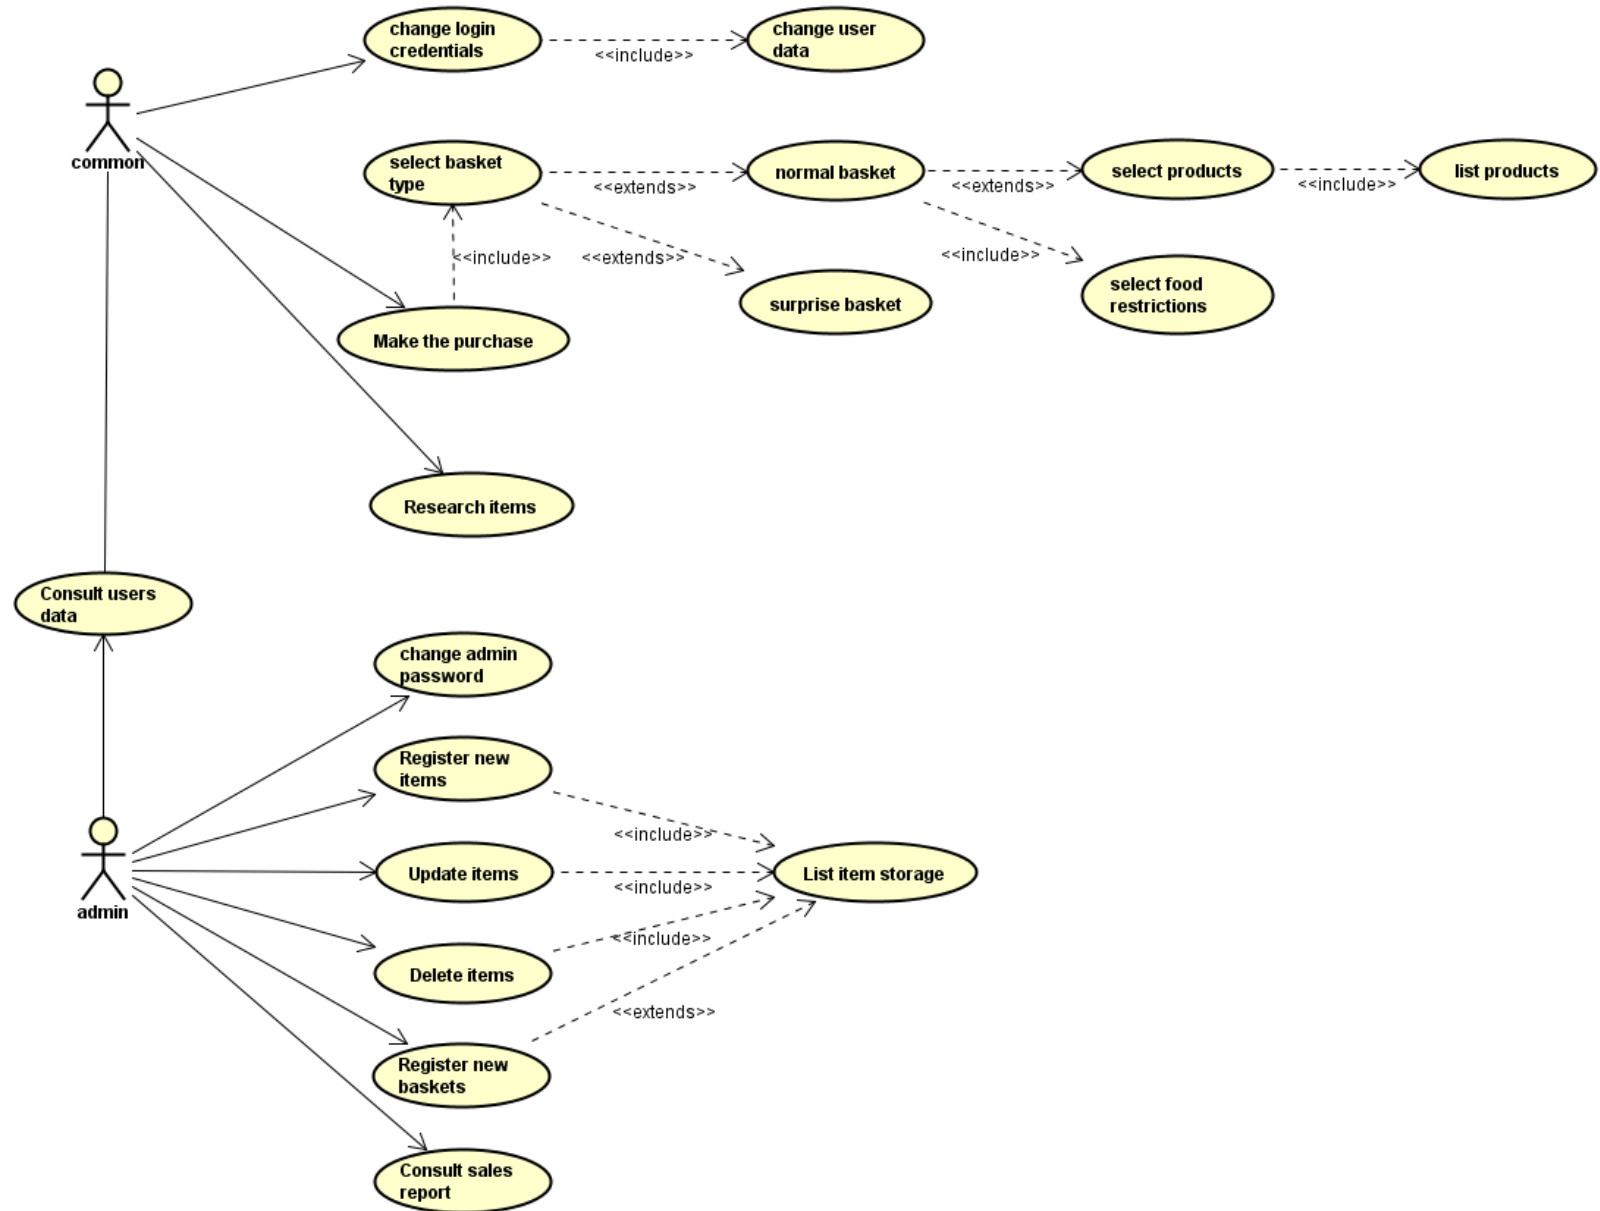 change login
credentials
<<include>>
change user
data
common
select basket
type
<<extends>>
normal basket
<<extends>>
select products
<<include>>
list products
<<include>>
<<extends>>
<<include>>
surprise basket
select food
restrictions
Make the purchase
Research items
Consult users
data
change admin
password
Register new
items
<<include>>
Update items
<<include>>
List item storage
admin
Delete items
<<include>>
<<extends>>
Register new
baskets
Consult sales
report